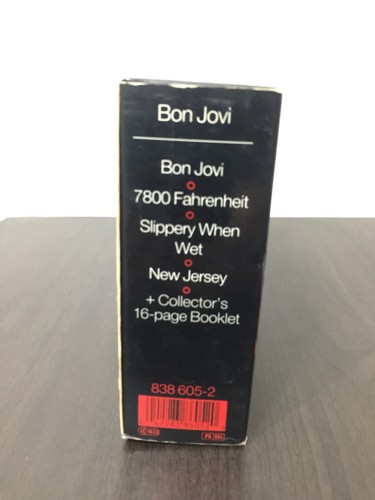 Bon Jovi
Bon Jovi
7800 Fahrenheit
Slippery When
Wet
New Jersey
+ Collector's
16-page Booklet
838 605-2